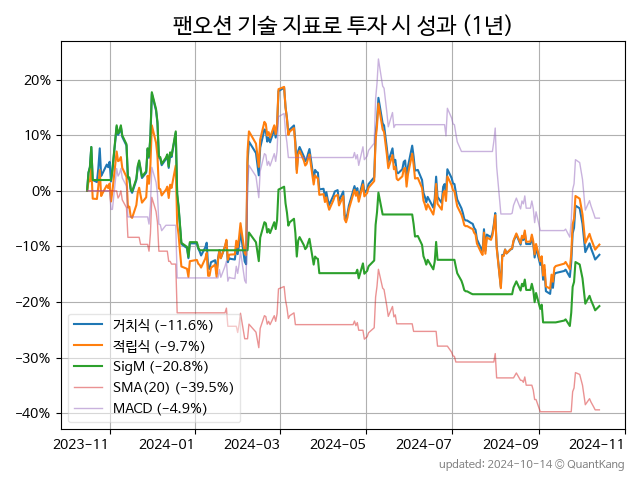 팬오션 기술 지표로 투자 시 성과 (1년)
20%
10%
0%
−10%
−20%
−30%
−40%
거치식 (−11.6%)
적립식 (−9.7%)
SigM (−20.8%)
SMA(20) (−39.5%)
MACD (−4.9%)
2023−11
2024−01
2024−03
2024−05
2024−07
2024−09
2024−11
updated: 2024-10-14 © QuantKang